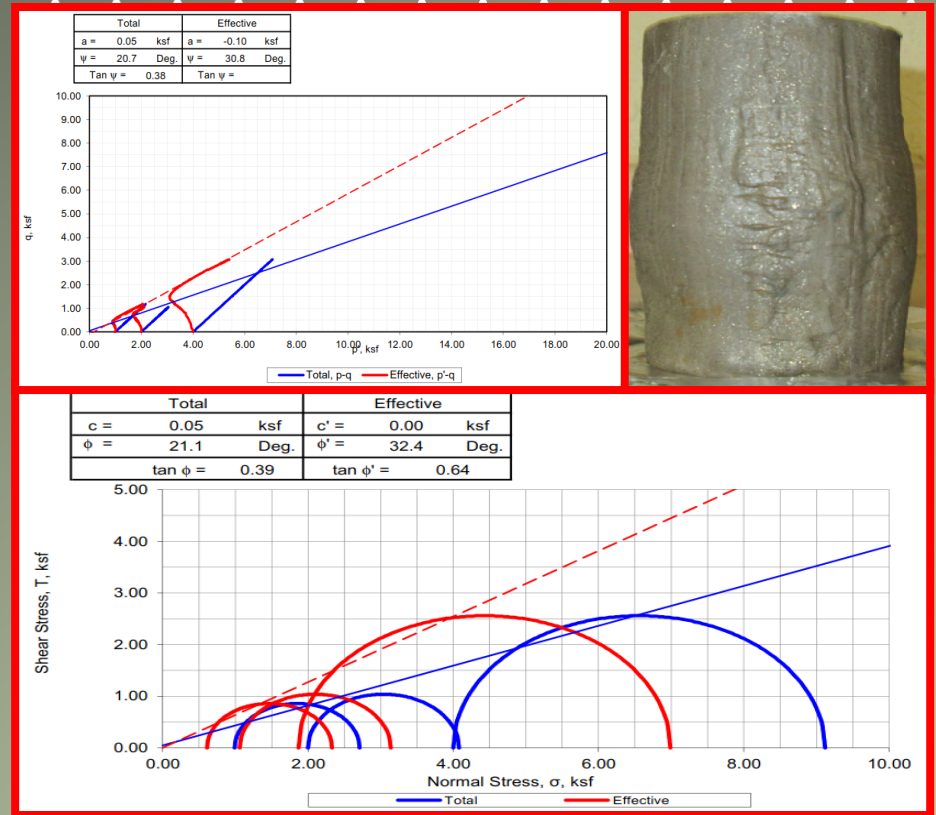 Total Effective
a = 0.05 ksf a = -0.10 ksf
ψ = 20.7 Deg. ψ = 30.8 Deg.
Tan ψ = 0.38 Tan ψ =
10.00
9.00
8.00
7.00
6.00
5.00
4.00
3.00
2.00
1.00
0.00
q, ksf
0.00 2.00 4.00 6.00 8.00 10.00 12.00 14.00 16.00 18.00 20.00
p', ksf
Total, p-q Effective, p'-q
Total Effective
c = 0.05 ksf c' = 0.00 ksf
ϕ = 21.1 Deg. ϕ' = 32.4 Deg.
tan ϕ = 0.39 tan ϕ' = 0.64
5.00
4.00
3.00
2.00
1.00
0.00
Shear Stress, T, ksf
0.00 2.00 4.00 6.00 8.00 10.00
Normal Stress, σ, ksf
Total Effective